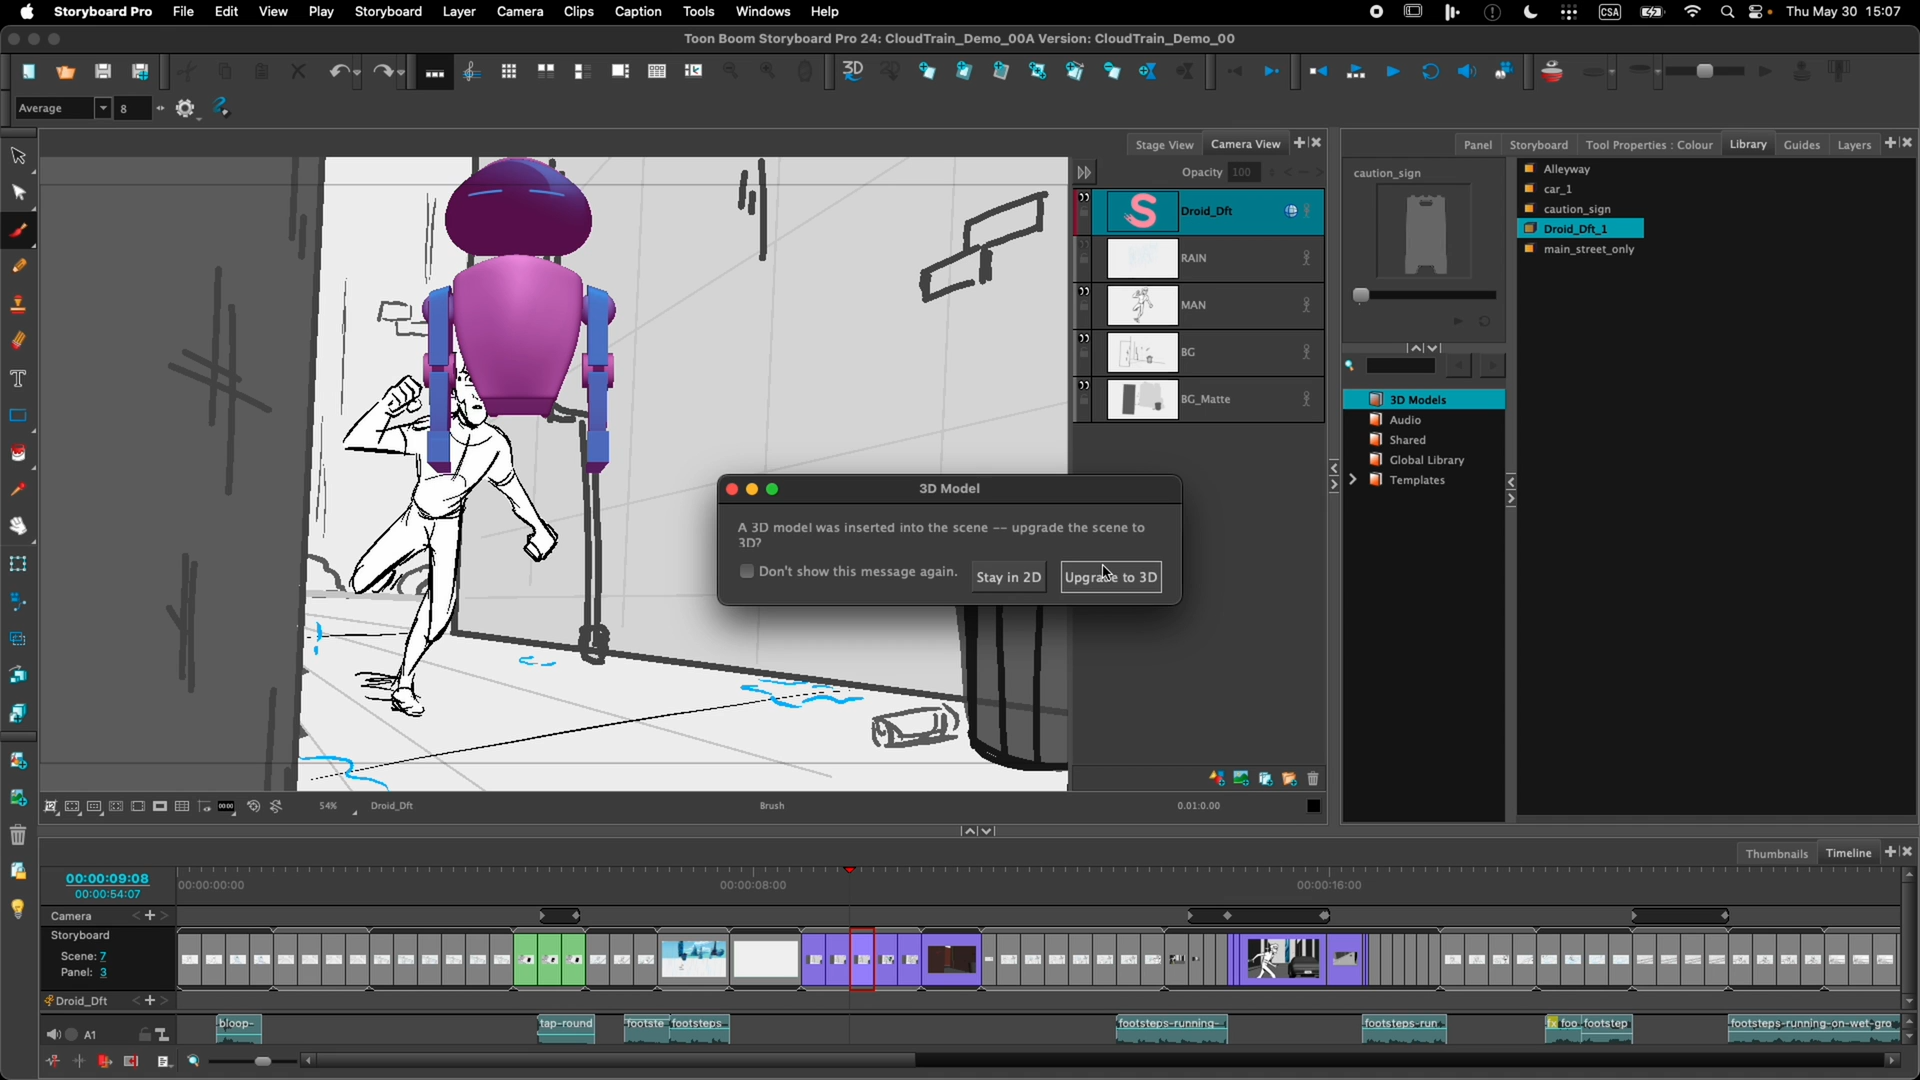 Storyboard Pro File Edit View Play Storyboard Layer Camera Clips Caption Tools Windows Help CSA Thu May 30 15:07
Toon Boom Storyboard Pro 24: CloudTrain_Demo_00A Version: CloudTrain_Demo_00
3D
Average 8
Stage View Camera View
Panel Storyboard Tool Properties : Colour Library Guides Layers
Opacity 100
caution_sign
Alleyway
car_1
caution_sign
Droid_Dft_1
main_street_only
S Droid_Dft
RAIN
MAN
BG
BG_Matte
3D Models
Audio
Shared
Global Library
Templates
3D Model
A 3D model was inserted into the scene -- upgrade the scene to
3D?
Don't show this message again. Stay in 2D Upgrade to 3D
54% Droid_Dft Brush 0.01:0.00
Thumbnails Timeline
00:00:09:08
00:00:54:07
00:00:00:00 00:00:08:00 00:00:16:00
Camera
Storyboard
Scene: 7
Panel: 3
Droid_Dft
A1
bloop- tap-round footste footsteps footsteps-running- footsteps-run fx foo footstep footsteps-running-on-wet-gro